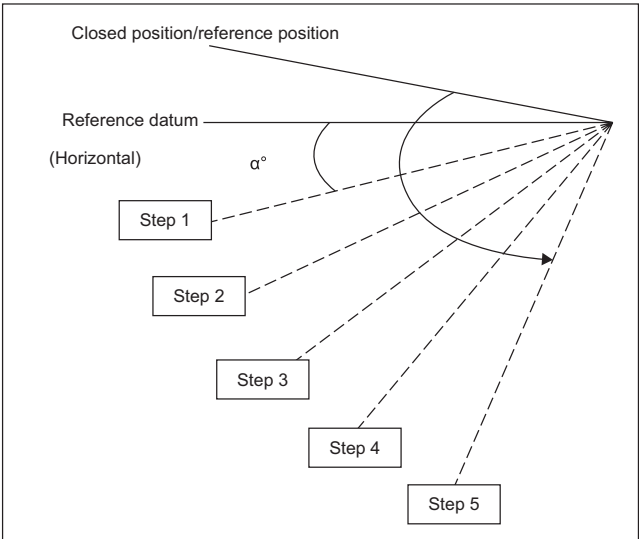 Closed position/reference position
Reference datum
(Horizontal)
α°
Step 1
Step 2
Step 3
Step 4
Step 5